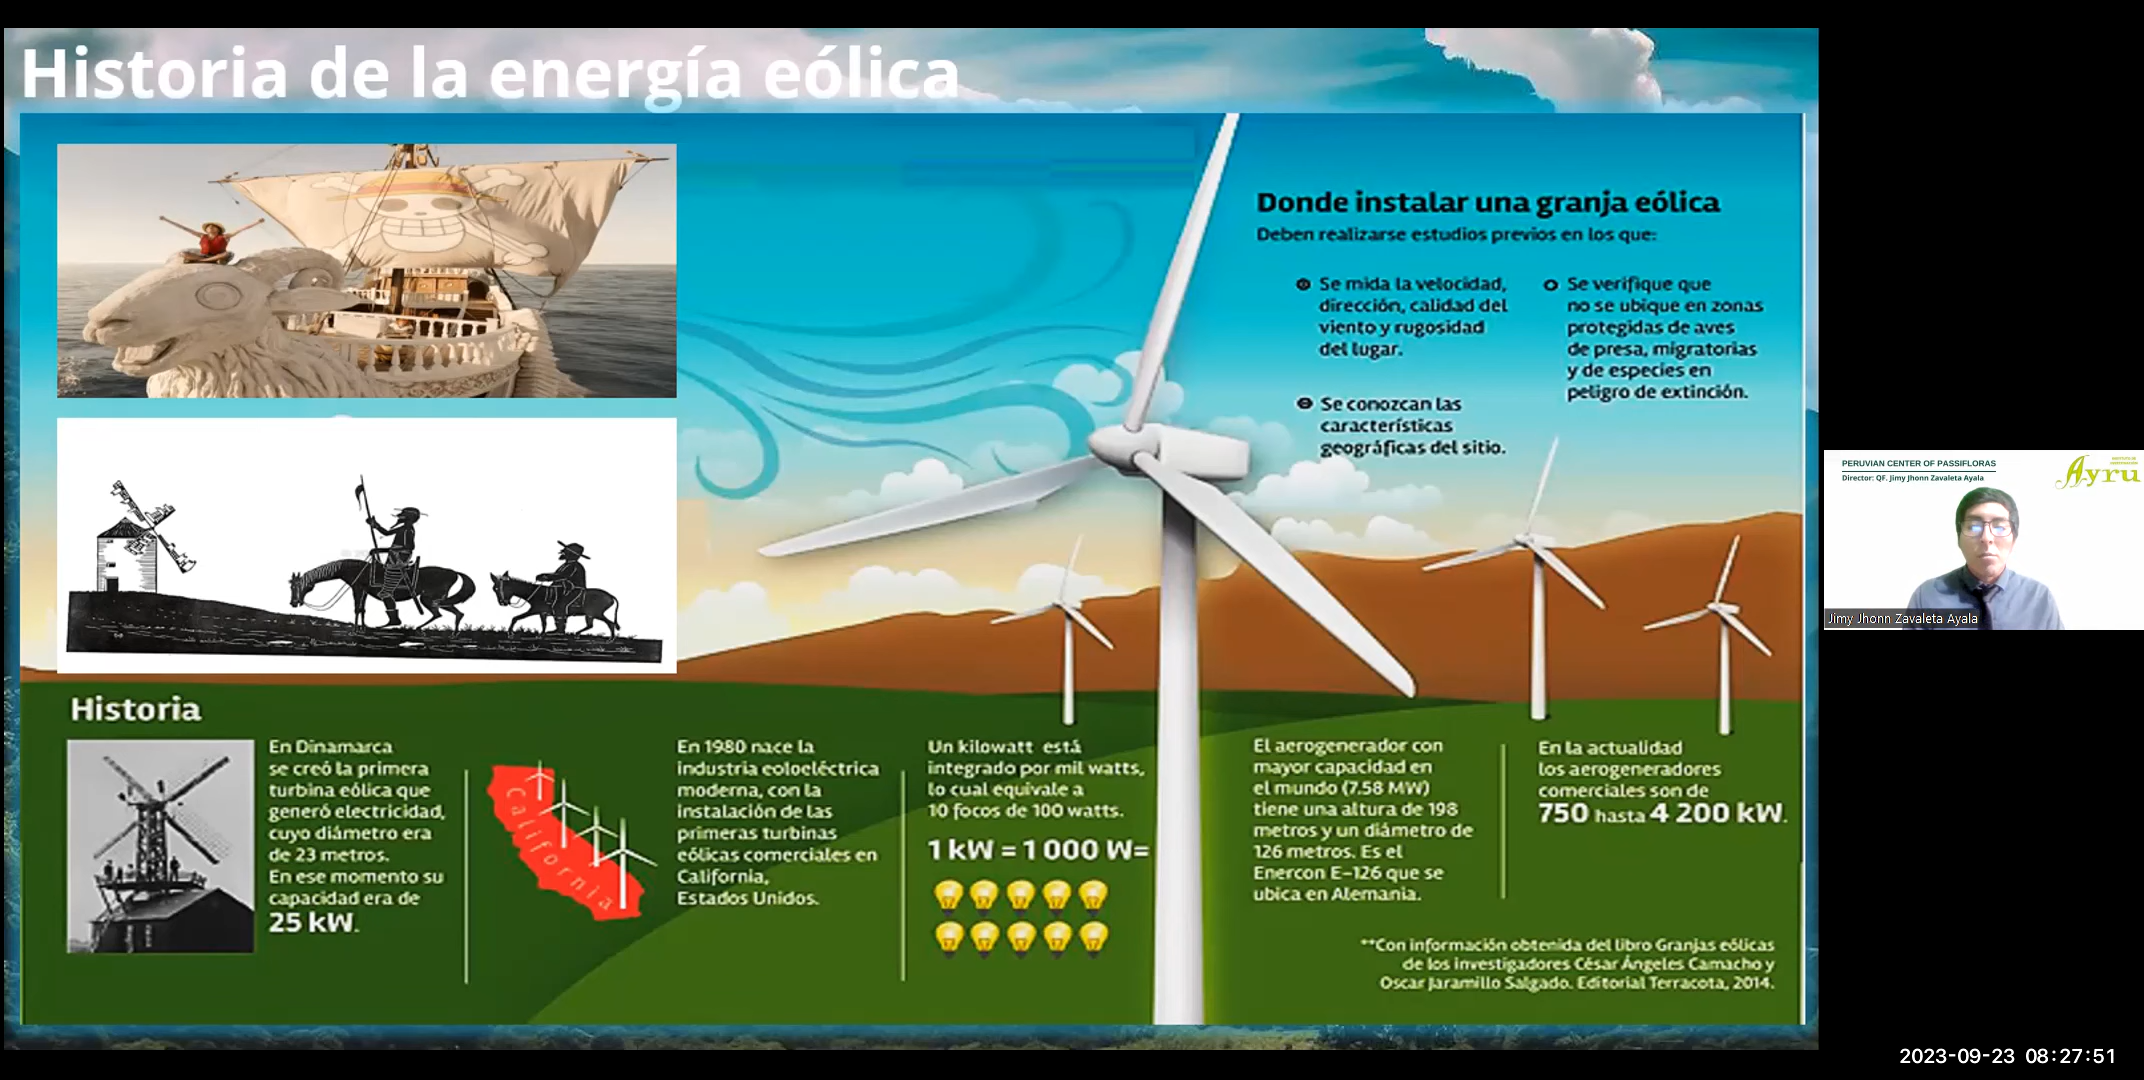 Historia de la energía eólica
Donde instalar una granja eólica
Deben realizarse estudios previos en los que:
Se mida la velocidad,
dirección, calidad del
viento y rugosidad
del lugar.
Se conozcan las
características
geográficas del sitio.
Se verifique que
no se ubique en zonas
protegidas de aves
de presa, migratorias
y de especies en
peligro de extinción.
Historia
En Dinamarca
se creó la primera
turbina eólica que
generó electricidad,
cuyo diámetro era
de 23 metros.
En ese momento su
capacidad era de
25 kW.
California
En 1980 nace la
industria eoloeléctrica
moderna, con la
instalación de las
primeras turbinas
eólicas comerciales en
California,
Estados Unidos.
Un kilowatt está
integrado por mil watts,
lo cual equivale a
10 focos de 100 watts.
1 kW = 1 000 W=
El aerogenerador con
mayor capacidad en
el mundo (7.58 MW)
tiene una altura de 198
metros y un diámetro de
126 metros. Es el
Enercon E-126 que se
ubica en Alemania.
En la actualidad
los aerogeneradores
comerciales son de
750 hasta 4 200 kW.
**Con información obtenida del libro Granjas eólicas
de los investigadores César Ángeles Camacho y
Oscar Jaramillo Salgado. Editorial Terracota, 2014.
PERUVIAN CENTER OF PASSIFLORAS
Director: QF. Jimy Jhonn Zavaleta Ayala
Ayru
Jimy Jhonn Zavaleta Ayala
2023-09-23 08:27:51